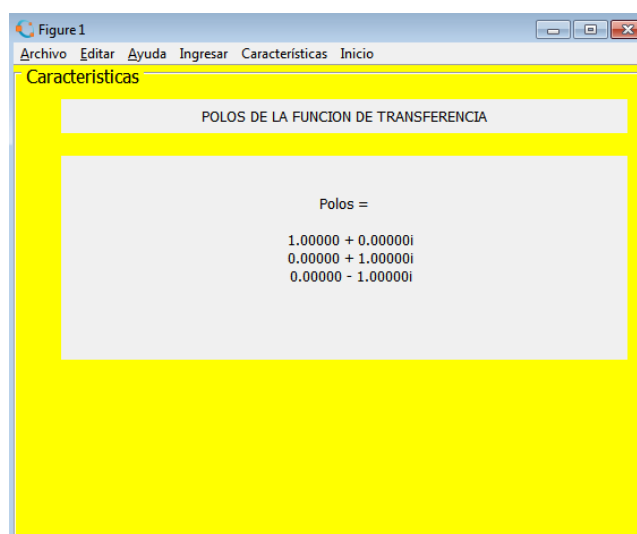 Figure 1
Archivo Editar Ayuda Ingresar Características Inicio
Caracteristicas
POLOS DE LA FUNCION DE TRANSFERENCIA
Polos =
1.00000 + 0.00000i
0.00000 + 1.00000i
0.00000 - 1.00000i